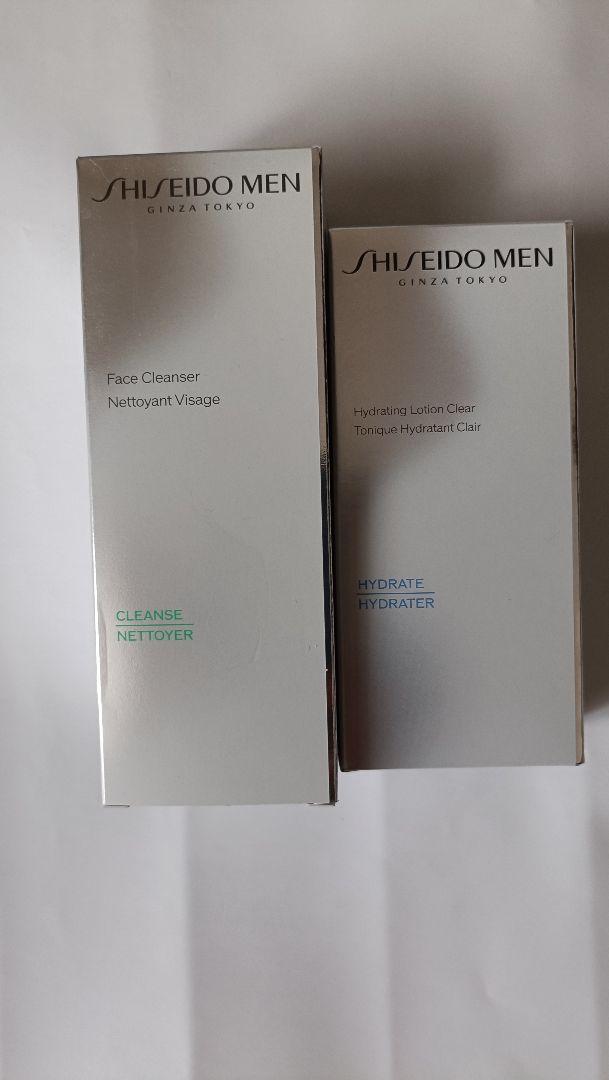 SHISEIDO MEN
GINZA TOKYO
Face Cleanser
Nettoyant Visage
CLEANSE
NETTOYER
SHISEIDO MEN
GINZA TOKYO
Hydrating Lotion Clear
Tonique Hydratant Clair
HYDRATE
HYDRATER